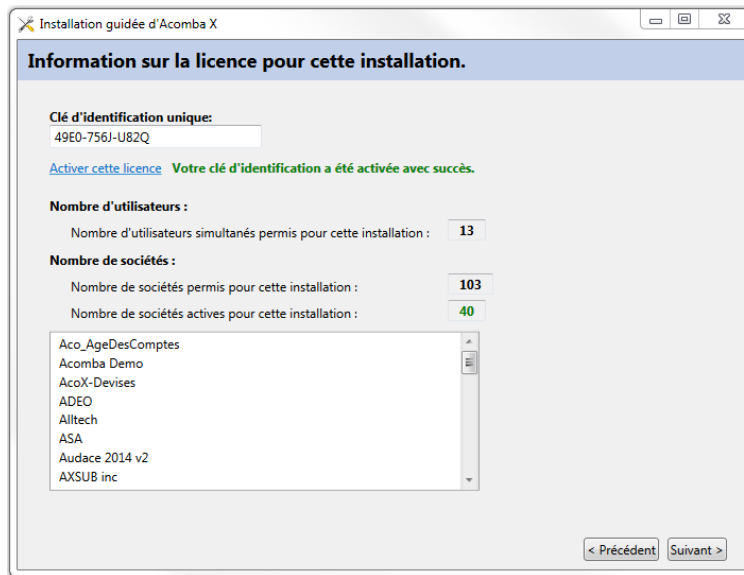 Installation guidée d'Acomba X
Information sur la licence pour cette installation.
Clé d'identification unique:
49E0-756J-U82Q
Activer cette licence Votre clé d'identification a été activée avec succès.
Nombre d'utilisateurs :
Nombre d'utilisateurs simultanés permis pour cette installation : 13
Nombre de sociétés :
Nombre de sociétés permis pour cette installation : 103
Nombre de sociétés actives pour cette installation : 40
Aco_AgeDesComptes
Acomba Demo
AcoX-Devises
ADEO
Alltech
ASA
Audace 2014 v2
AXSUB inc
< Précédent Suivant >